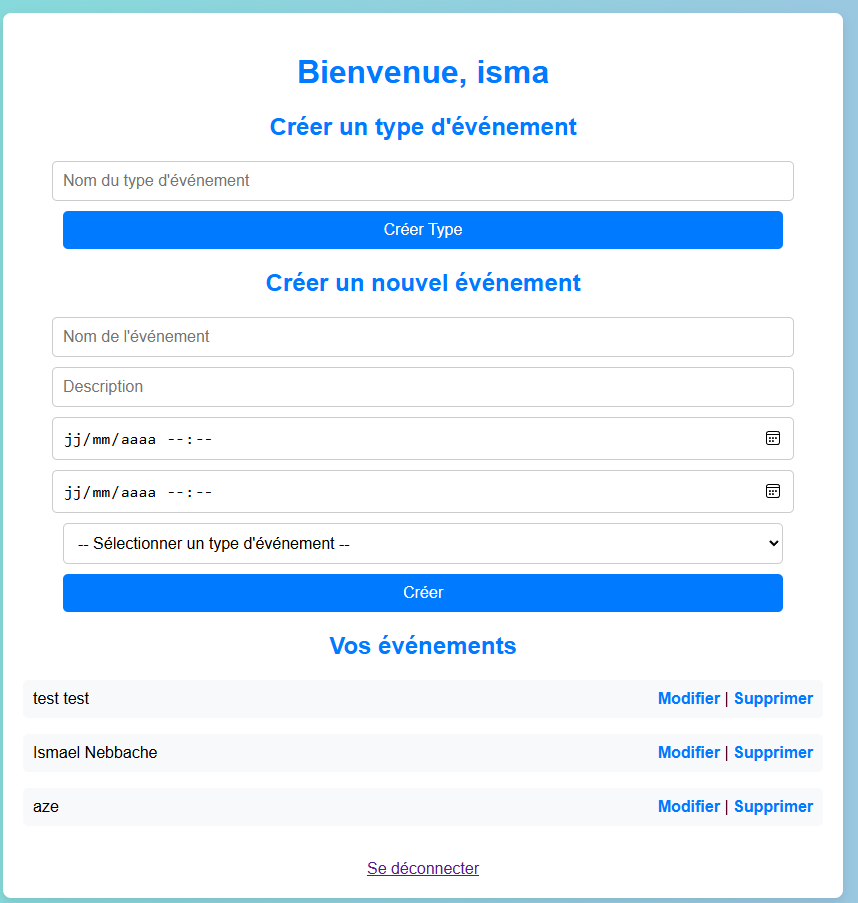 Bienvenue, isma
Créer un type d'événement
Nom du type d'événement
Créer Type
Créer un nouvel événement
Nom de l'événement
Description
jj/mm/aaaa --:--
jj/mm/aaaa --:--
-- Sélectionner un type d'événement --
Créer
Vos événements
test test Modifier | Supprimer
Ismael Nebbache Modifier | Supprimer
aze Modifier | Supprimer
Se déconnecter